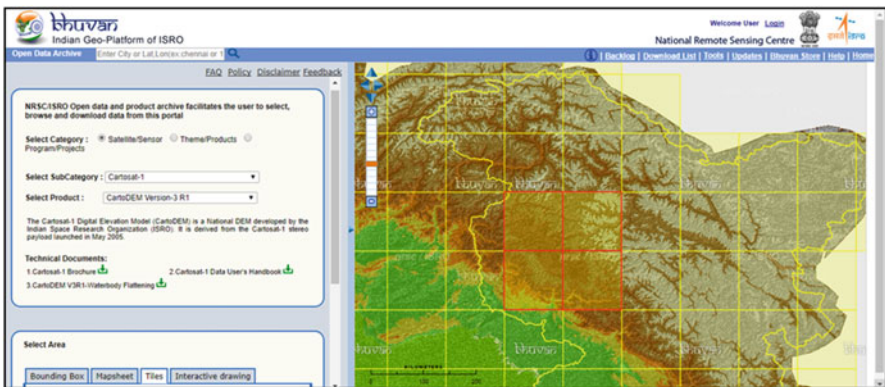 bhuvan
Indian Geo-Platform of ISRO
Welcome User Login
National Remote Sensing Centre
Open Data Archive
Enter City or Lat,Lon(ex:chennai or 1
| Backlog | Download List | Tools | Updates | Bhuvan Store | Help | Home
FAQ Policy Disclaimer Feedback
NRSC/ISRO Open data and product archive facilitates the user to select,
browse and download data from this portal
Select Category : Satellite/Sensor Theme/Products
Program/Projects
Select SubCategory : Cartosat-1
Select Product : CartoDEM Version-3 R1
The Cartosat-1 Digital Elevation Model (CartoDEM) is a National DEM developed by the
Indian Space Research Organization (ISRO). It is derived from the Cartosat-1 stereo
payload launched in May 2005.
Technical Documents:
1.Cartosat-1 Brochure 2.Cartosat-1 Data User's Handbook
3.CartoDEM V3R1-Waterbody Flattening
Select Area
Bounding Box Mapsheet Tiles Interactive drawing
bhuvan
bhuvan
bhuvan
bhuvan
bhuvan
bhuvan
bhuvan
KILOMETERS
0 100 200